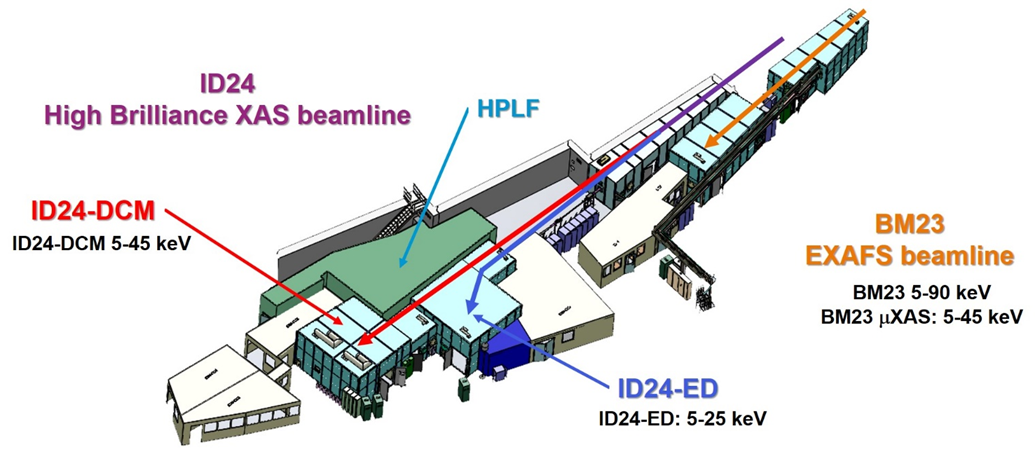 ID24
High Brilliance XAS beamline
HPLF
ID24-DCM
ID24-DCM 5-45 keV
BM23
EXAFS beamline
BM23 5-90 keV
BM23 μXAS: 5-45 keV
ID24-ED
ID24-ED: 5-25 keV